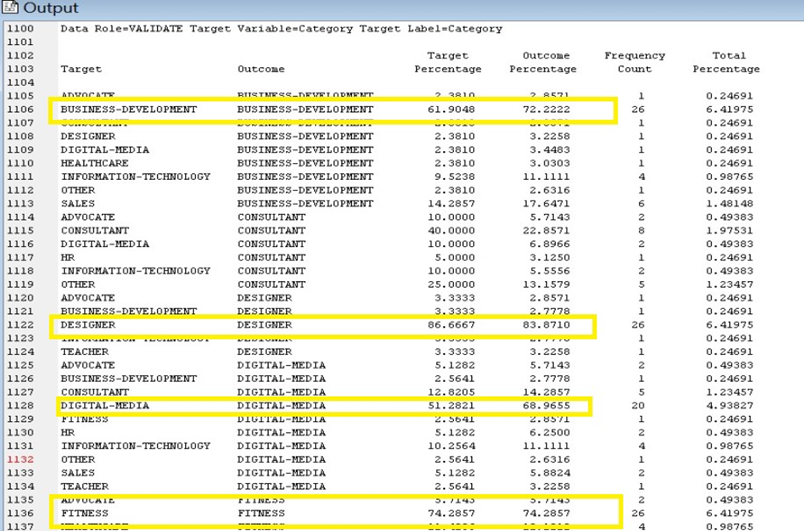 Output
1100 Data Role=VALIDATE Target Variable=Category Target Label=Category
1101
1102 Target Outcome Frequency Total
1103 Target Outcome Percentage Percentage Count Percentage
1104
1105 ADVOCATE BUSINESS-DEVELOPMENT 2.3810 2.8571 1 0.24691
1106 BUSINESS-DEVELOPMENT BUSINESS-DEVELOPMENT 61.9048 72.2222 26 6.41975
1107 CONSULTANT BUSINESS-DEVELOPMENT 2.3810 2.8571 1 0.24691
1108 DESIGNER BUSINESS-DEVELOPMENT 2.3810 3.2258 1 0.24691
1109 DIGITAL-MEDIA BUSINESS-DEVELOPMENT 2.3810 3.4483 1 0.24691
1110 HEALTHCARE BUSINESS-DEVELOPMENT 2.3810 3.0303 1 0.24691
1111 INFORMATION-TECHNOLOGY BUSINESS-DEVELOPMENT 9.5238 11.1111 4 0.98765
1112 OTHER BUSINESS-DEVELOPMENT 2.3810 2.6316 1 0.24691
1113 SALES BUSINESS-DEVELOPMENT 14.2857 17.6471 6 1.48148
1114 ADVOCATE CONSULTANT 10.0000 5.7143 2 0.49383
1115 CONSULTANT CONSULTANT 40.0000 22.8571 8 1.97531
1116 DIGITAL-MEDIA CONSULTANT 10.0000 6.8966 2 0.49383
1117 HR CONSULTANT 5.0000 3.1250 1 0.24691
1118 INFORMATION-TECHNOLOGY CONSULTANT 10.0000 5.5556 2 0.49383
1119 OTHER CONSULTANT 25.0000 13.1579 5 1.23457
1120 ADVOCATE DESIGNER 3.3333 2.8571 1 0.24691
1121 BUSINESS-DEVELOPMENT DESIGNER 3.3333 2.7778 1 0.24691
1122 DESIGNER DESIGNER 86.6667 83.8710 26 6.41975
1123 INFORMATION-TECHNOLOGY DESIGNER 3.3333 2.7778 1 0.24691
1124 TEACHER DESIGNER 3.3333 3.2258 1 0.24691
1125 ADVOCATE DIGITAL-MEDIA 5.1282 5.7143 2 0.49383
1126 BUSINESS-DEVELOPMENT DIGITAL-MEDIA 2.5641 2.7778 1 0.24691
1127 CONSULTANT DIGITAL-MEDIA 12.8205 14.2857 5 1.23457
1128 DIGITAL-MEDIA DIGITAL-MEDIA 51.2821 68.9655 20 4.93827
1129 FITNESS DIGITAL-MEDIA 2.5641 2.8571 1 0.24691
1130 HR DIGITAL-MEDIA 5.1282 6.2500 2 0.49383
1131 INFORMATION-TECHNOLOGY DIGITAL-MEDIA 10.2564 11.1111 4 0.98765
1132 OTHER DIGITAL-MEDIA 2.5641 2.6316 1 0.24691
1133 SALES DIGITAL-MEDIA 5.1282 5.8824 2 0.49383
1134 TEACHER DIGITAL-MEDIA 2.5641 3.2258 1 0.24691
1135 ADVOCATE FITNESS 5.7143 5.7143 2 0.49383
1136 FITNESS FITNESS 74.2857 74.2857 26 6.41975
1137 4 0.98765